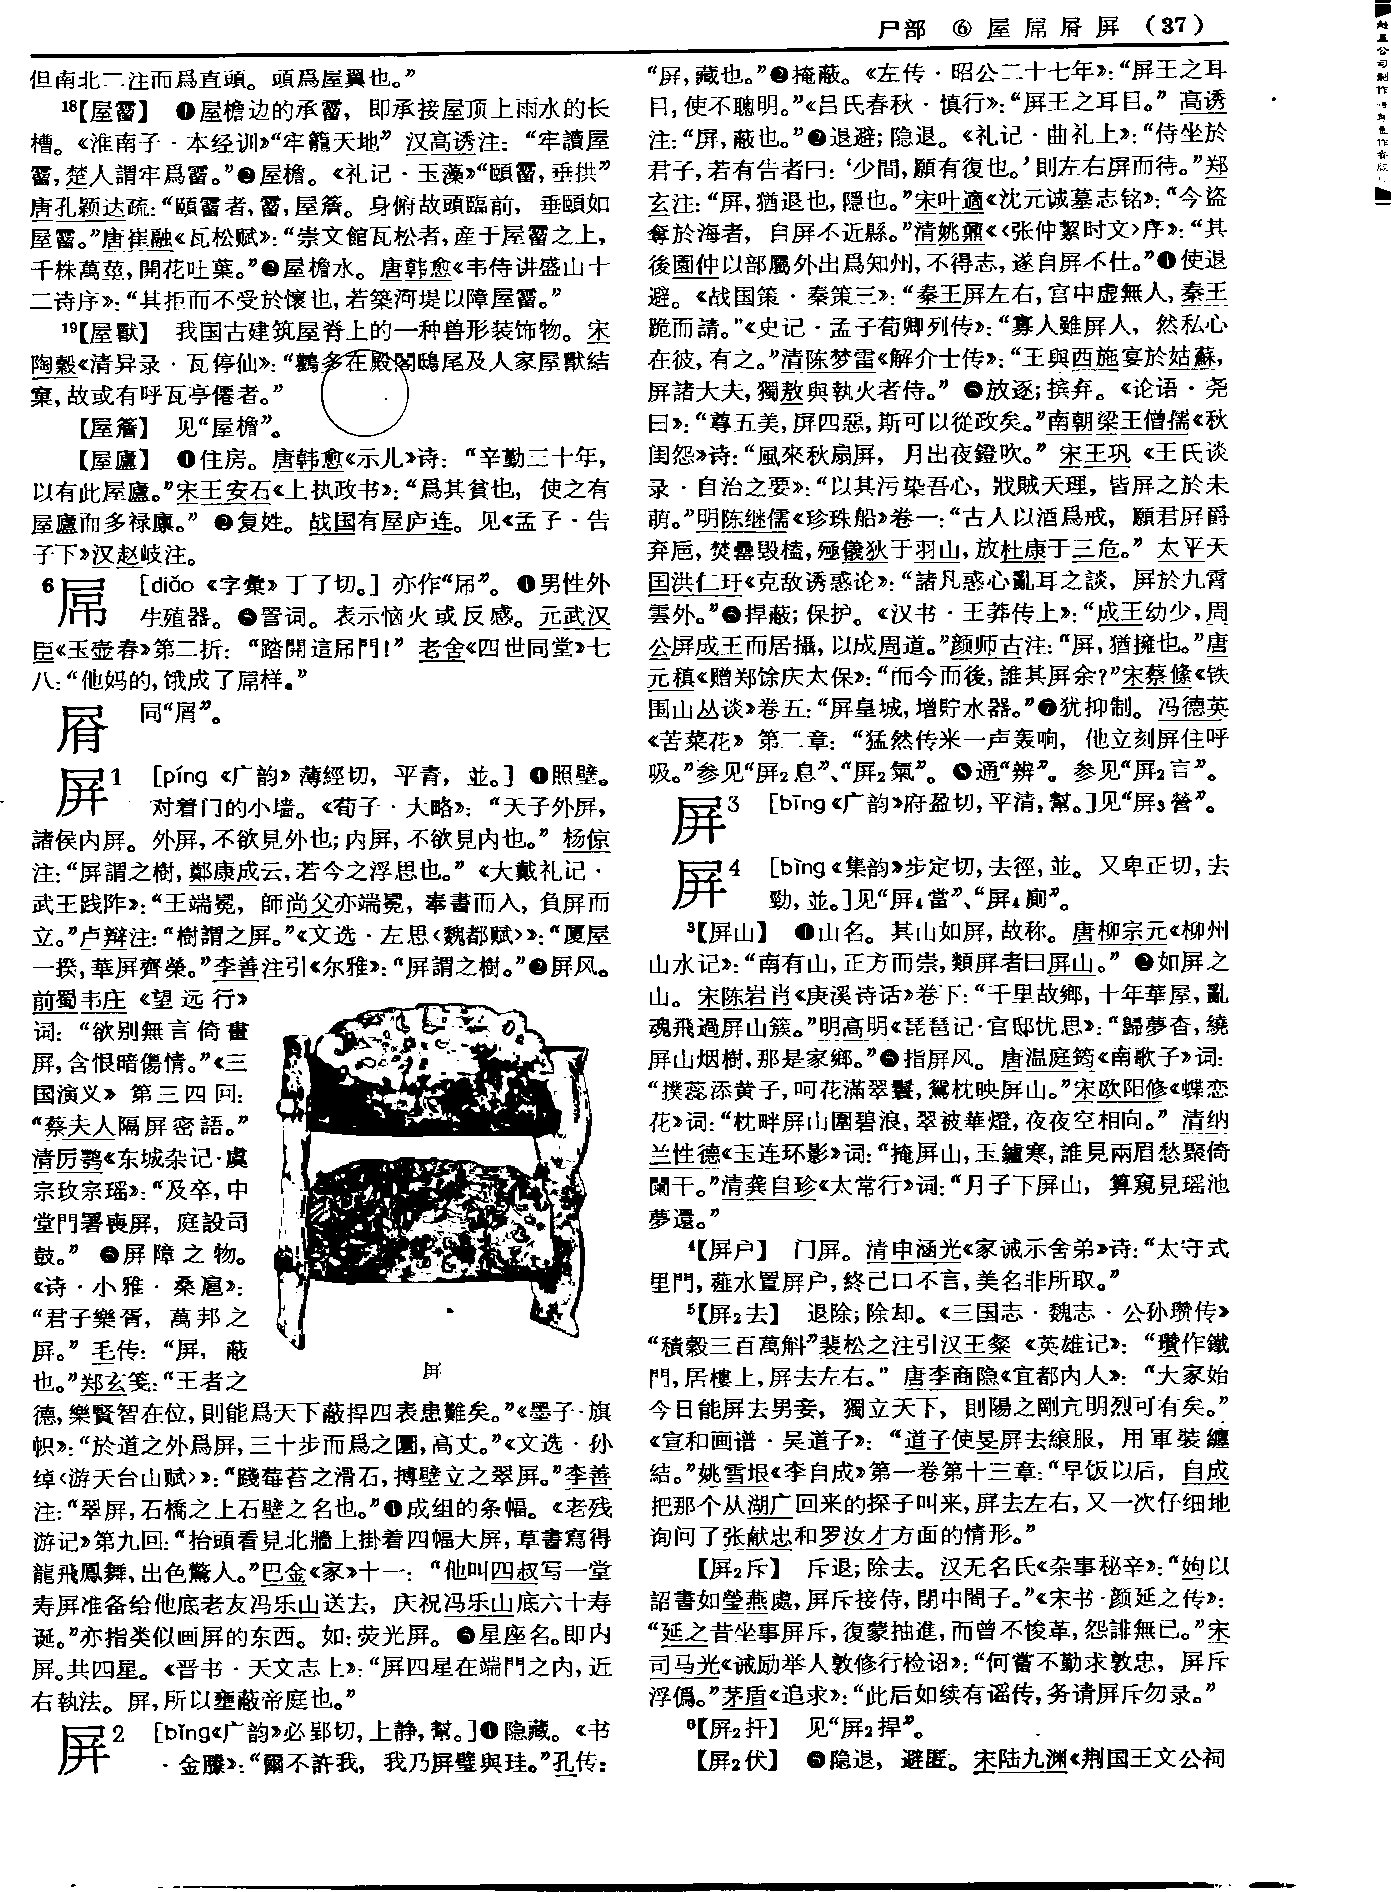 尸部 ⑥ 屋屌屑屏 (37)
但南北二注而爲直頭。頭爲屋翼也。”
18【屋霤】 ❶屋檐边的承霤，即承接屋顶上雨水的长
槽。《淮南子·本经训》“牢籠天地” 汉高诱注：“牢讀屋
霤，楚人謂牢爲霤。”❷屋檐。《礼记·玉藻》“頤霤，垂拱”
唐孔颖达疏：“頤霤者，霤，屋簷。身俯故頭臨前，垂頤如
屋霤。”唐崔融《瓦松赋》：“崇文館瓦松者，産于屋霤之上，
千株萬莖，開花吐葉。”❸屋檐水。唐韩愈《韦侍讲盛山十
二诗序》：“其拒而不受於懷也，若築河堤以障屋霤。”
19【屋獸】 我国古建筑屋脊上的一种兽形装饰物。宋
陶穀《清异录·瓦停仙》：“鸛多在殿閣鴟尾及人家屋獸結
窠，故或有呼瓦亭僊者。”
【屋簷】 见“屋檐”。
【屋廬】 ❶住房。唐韩愈《示儿》诗：“辛勤三十年，
以有此屋廬。”宋王安石《上执政书》：“爲其貧也，使之有
屋廬而多禄廪。” ❷复姓。战国有屋庐连。见《孟子·告
子下》汉赵岐注。
6 屌 [diǎo 《字彙》丁了切。] 亦作“𡰪”。❶男性外
生殖器。❷詈词。表示恼火或反感。元武汉
臣《玉壶春》第二折：“踏開這屌門！” 老舍《四世同堂》七
八：“他妈的，饿成了屌样。”
屑 同“屑”。
屏1 [píng 《广韵》薄經切，平青，並。] ❶照壁。
对着门的小墙。《荀子·大略》：“天子外屏，
諸侯内屏。外屏，不欲見外也；内屏，不欲見内也。” 杨倞
注：“屏謂之樹，鄭康成云，若今之浮思也。”《大戴礼记·
武王践阼》：“王端冕，師尚父亦端冕，奉書而入，負屏而
立。”卢辩注：“樹謂之屏。”《文选·左思〈魏都赋〉》：“厦屋
一揆，華屏齊榮。”李善注引《尔雅》：“屏謂之樹。”❷屏风。
前蜀韦庄《望远行》
词：“欲别無言倚畫
屏，含恨暗傷情。”《三
国演义》第三四回：
“蔡夫人隔屏密語。”
清厉鹗《东城杂记·虞
宗玫宗瑶》：“及卒，中
堂門署喪屏，庭設司
鼓。” ❸屏障之物。
《诗·小雅·桑扈》：
“君子樂胥，萬邦之
屏。” 毛传：“屏，蔽
也。”郑玄笺：“王者之
屏
德，樂賢智在位，則能爲天下蔽捍四表患難矣。”《墨子·旗
帜》：“於道之外爲屏，三十步而爲之圜，高丈。”《文选·孙
绰〈游天台山赋〉》：“踐莓苔之滑石，搏壁立之翠屏。”李善
注：“翠屏，石橋之上石壁之名也。”❹成组的条幅。《老残
游记》第九回：“抬頭看見北牆上掛着四幅大屏，草書寫得
龍飛鳳舞，出色驚人。”巴金《家》十一：“他叫四叔写一堂
寿屏准备给他底老友冯乐山送去，庆祝冯乐山底六十寿
诞。”亦指类似画屏的东西。如：荧光屏。❺星座名。即内
屏。共四星。《晋书·天文志上》：“屏四星在端門之内，近
右執法。屏，所以壅蔽帝庭也。”
屏2 [bǐng《广韵》必郢切，上静，幫。]❶隐藏。《书
·金縢》：“爾不許我，我乃屏璧與珪。”孔传：
“屏，藏也。”❷掩蔽。《左传·昭公二十七年》：“屏王之耳
目，使不聰明。”《吕氏春秋·慎行》：“屏王之耳目。” 高诱
注：“屏，蔽也。”❸退避；隐退。《礼记·曲礼上》：“侍坐於
君子，若有告者曰：‘少間，願有復也。’則左右屏而待。”郑
玄注：“屏，猶退也，隱也。”宋叶適《沈元诚墓志铭》：“今盗
奪於海者，自屏不近縣。”清姚鼐《〈张仲絜时文〉序》：“其
後園仲以部屬外出爲知州，不得志，遂自屏不仕。”❹使退
避。《战国策·秦策三》：“秦王屏左右，宫中虚無人，秦王
跪而請。”《史记·孟子荀卿列传》：“寡人雖屏人，然私心
在彼，有之。”清陈梦雷《解介士传》：“王與西施宴於姑蘇，
屏諸大夫，獨敖與執火者侍。” ❺放逐；摈弃。《论语·尧
曰》：“尊五美，屏四惡，斯可以從政矣。”南朝梁王僧孺《秋
闺怨》诗：“風來秋扇屏，月出夜鐙吹。” 宋王巩《王氏谈
录·自治之要》：“以其污染吾心，戕賊天理，皆屏之於未
萌。”明陈继儒《珍珠船》卷一：“古人以酒爲戒，願君屏爵
弃卮，焚罍毁榼，殛儀狄于羽山，放杜康于三危。” 太平天
国洪仁玕《克敌诱惑论》：“諸凡惑心亂耳之談，屏於九霄
雲外。”❻捍蔽；保护。《汉书·王莽传上》：“成王幼少，周
公屏成王而居攝，以成周道。”颜师古注：“屏，猶擁也。”唐
元稹《赠郑馀庆太保》：“而今而後，誰其屏余？”宋蔡絛《铁
围山丛谈》卷五：“屏皇城，增貯水器。”❼犹抑制。冯德英
《苦菜花》第二章：“猛然传来一声轰响，他立刻屏住呼
吸。”参见“屏2息”、“屏2氣”。❽通“辨”。参见“屏2言”。
屏3 [bīng《广韵》府盈切，平清，幫。]见“屏3營”。
屏4 [bìng《集韵》步定切，去徑，並。又卑正切，去
勁，並。]见“屏4當”、“屏4廁”。
3【屏山】 ❶山名。其山如屏，故称。唐柳宗元《柳州
山水记》：“南有山，正方而崇，類屏者曰屏山。” ❷如屏之
山。宋陈岩肖《庚溪诗话》卷下：“千里故鄉，十年華屋，亂
魂飛過屏山簇。”明高明《琵琶记·官邸忧思》：“歸夢杳，繞
屏山烟樹，那是家鄉。”❸指屏风。唐温庭筠《南歌子》词：
“撲蕊添黄子，呵花滿翠鬟，鴛枕映屏山。”宋欧阳修《蝶恋
花》词：“枕畔屏山圍碧浪，翠被華燈，夜夜空相向。” 清纳
兰性德《玉连环影》词：“掩屏山，玉鑪寒，誰見兩眉愁聚倚
闌干。”清龚自珍《太常行》词：“月子下屏山，算窺見瑶池
夢還。”
4【屏户】 门屏。清申涵光《家诫示舍弟》诗：“太守式
里門，薤水置屏户，終己口不言，美名非所取。”
5【屏2去】 退除；除却。《三国志·魏志·公孙瓒传》
“積穀三百萬斛”裴松之注引汉王粲《英雄记》：“瓚作鐵
門，居樓上，屏去左右。” 唐李商隐《宜都内人》：“大家始
今日能屏去男妾，獨立天下，則陽之剛亢明烈可有矣。”
《宣和画谱·吴道子》：“道子使旻屏去縗服，用軍裝纏
結。”姚雪垠《李自成》第一卷第十三章：“早饭以后，自成
把那个从湖广回来的探子叫来，屏去左右，又一次仔细地
询问了张献忠和罗汝才方面的情形。”
【屏2斥】 斥退；除去。汉无名氏《杂事秘辛》：“姁以
詔書如瑩燕處，屏斥接侍，閉中閤子。”《宋书·颜延之传》：
“延之昔坐事屏斥，復蒙抽進，而曾不悛革，怨誹無已。”宋
司马光《诫励举人敦修行检诏》：“何嘗不勤求敦忠，屏斥
浮僞。”茅盾《追求》：“此后如续有谣传，务请屏斥勿录。”
6【屏2扞】 见“屏2捍”。
【屏2伏】 ❶隐退，避匿。宋陆九渊《荆国王文公祠